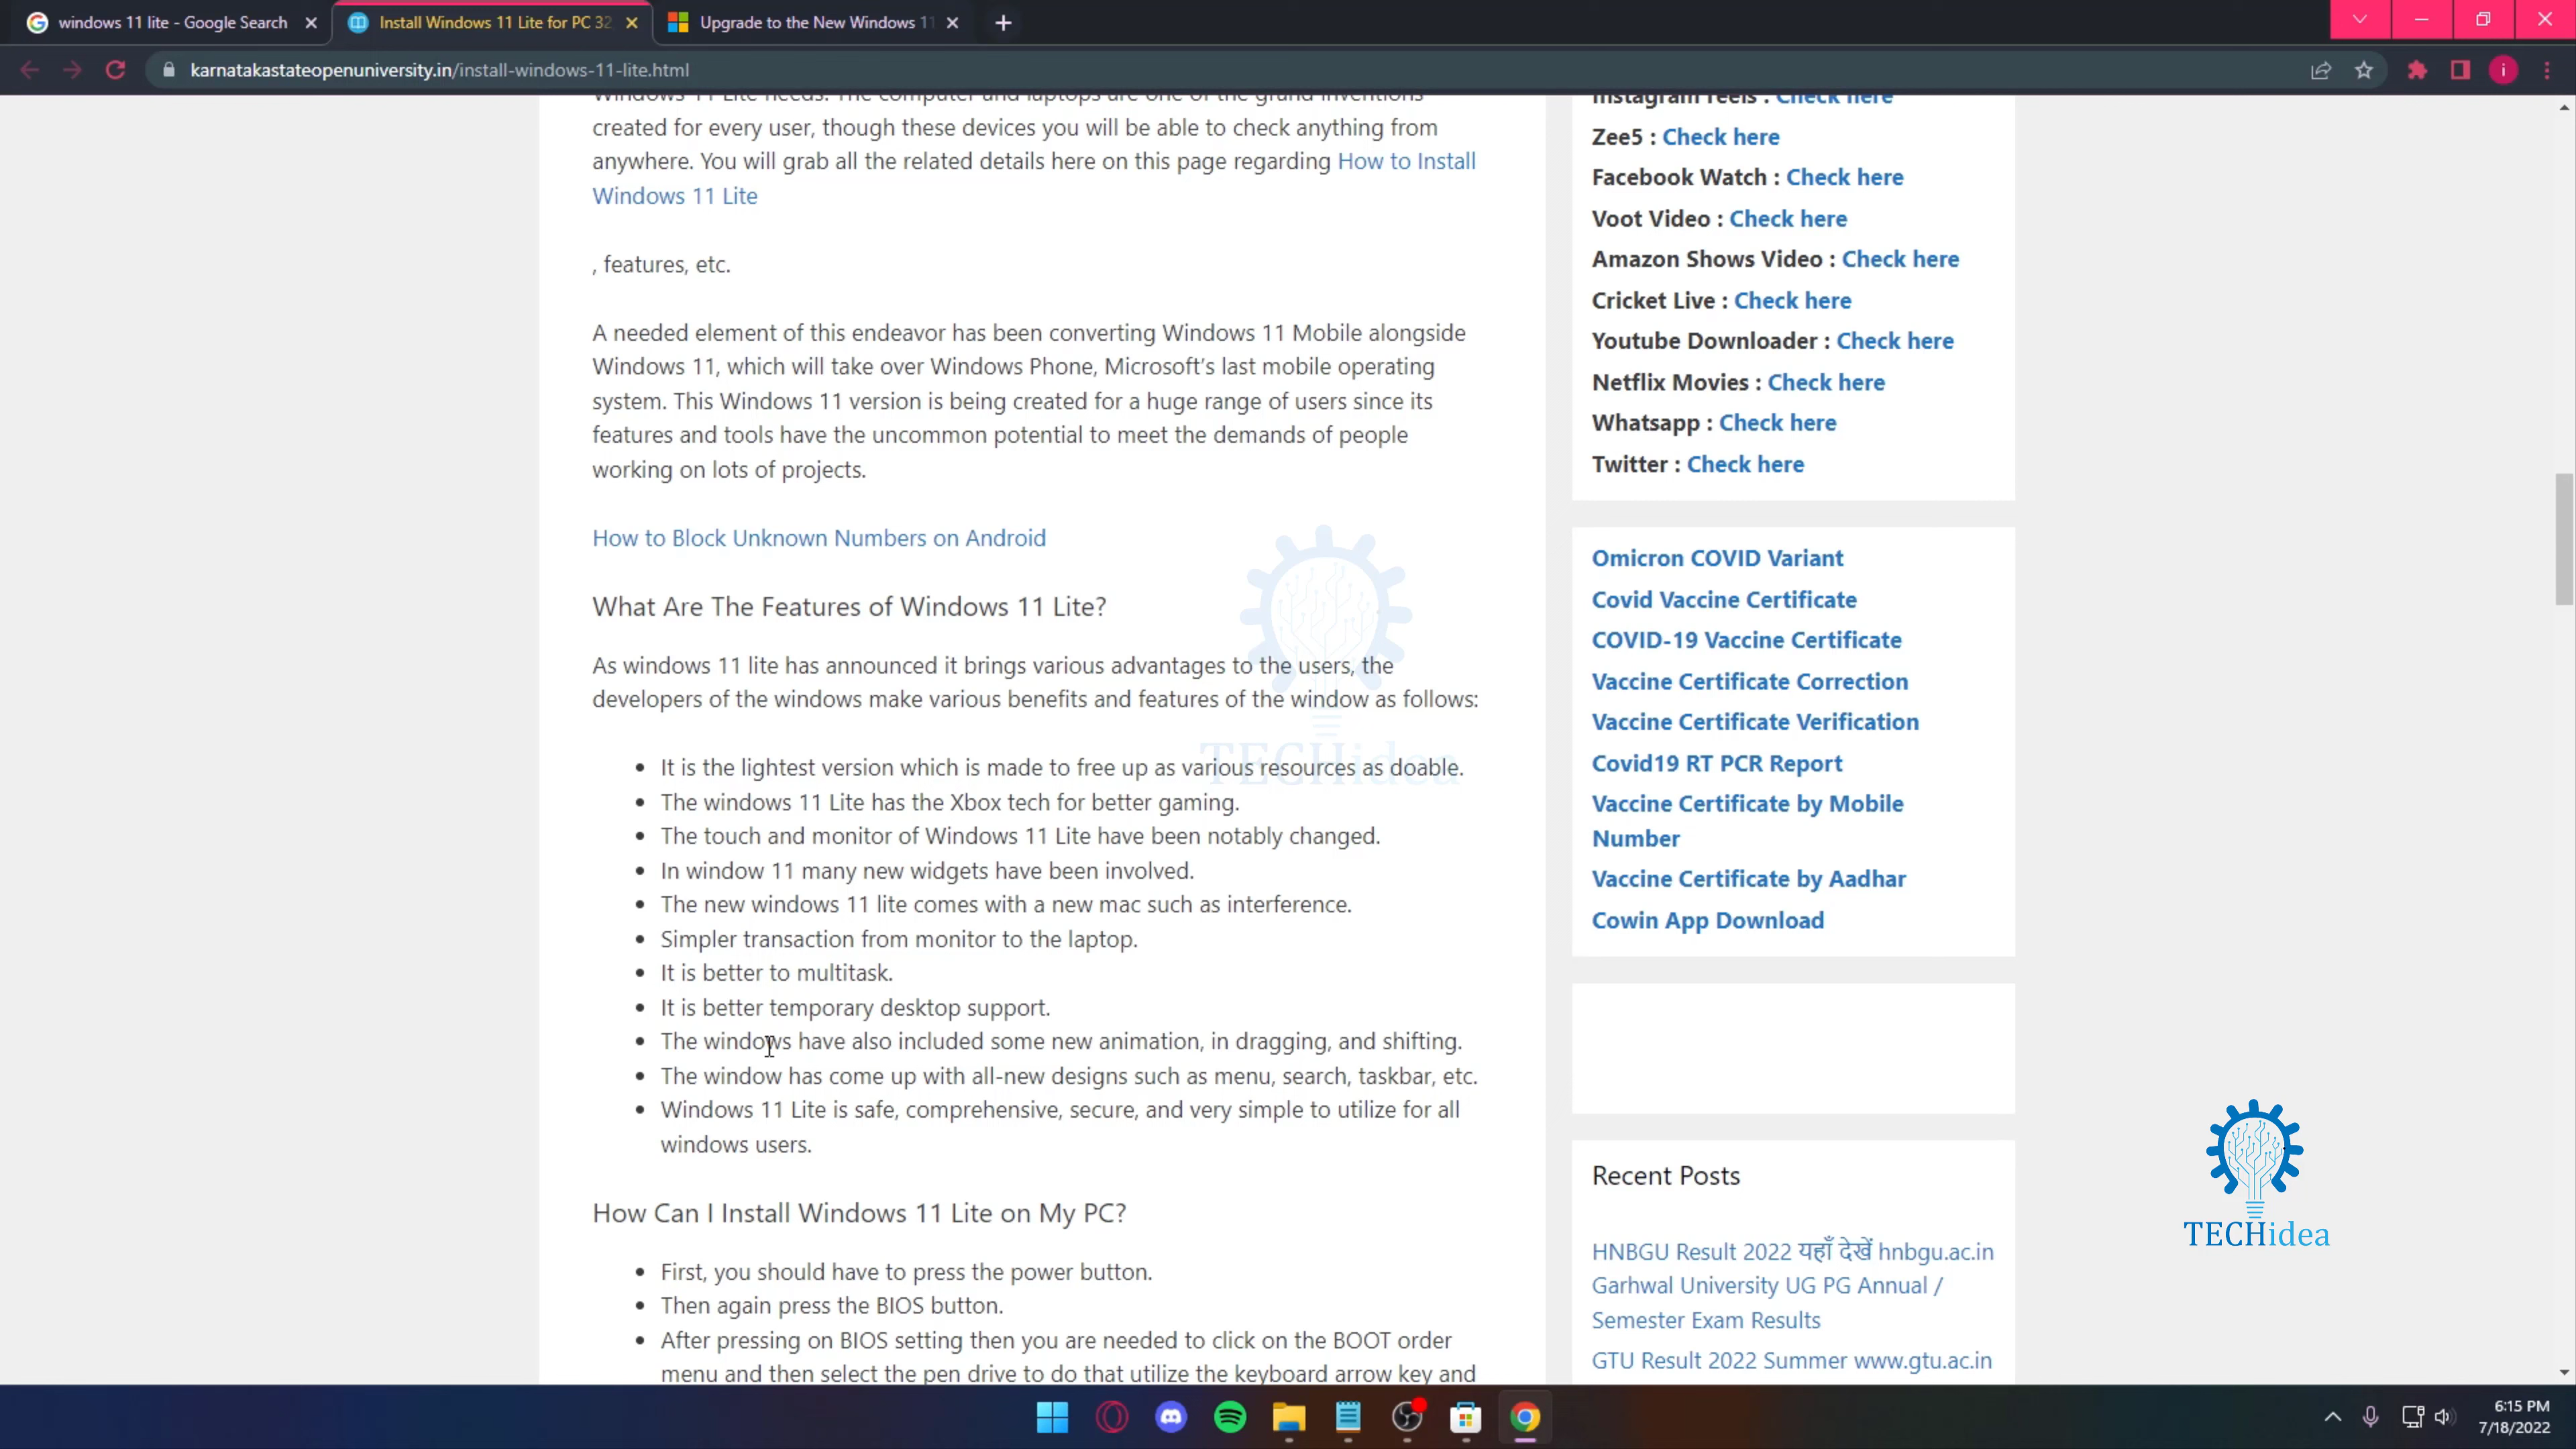 windows 11 lite - Google Search
Install Windows 11 Lite for PC 32
Upgrade to the New Windows 11
karnatakastateopenuniversity.in/install-windows-11-lite.html
i
Windows 11 Lite needs. The computer and laptops are one of the grand inventions
created for every user, though these devices you will be able to check anything from
anywhere. You will grab all the related details here on this page regarding How to Install
Windows 11 Lite
, features, etc.
A needed element of this endeavor has been converting Windows 11 Mobile alongside
Windows 11, which will take over Windows Phone, Microsoft's last mobile operating
system. This Windows 11 version is being created for a huge range of users since its
features and tools have the uncommon potential to meet the demands of people
working on lots of projects.
How to Block Unknown Numbers on Android
What Are The Features of Windows 11 Lite?
As windows 11 lite has announced it brings various advantages to the users, the
developers of the windows make various benefits and features of the window as follows:
• It is the lightest version which is made to free up as various resources as doable.
• The windows 11 Lite has the Xbox tech for better gaming.
• The touch and monitor of Windows 11 Lite have been notably changed.
• In window 11 many new widgets have been involved.
• The new windows 11 lite comes with a new mac such as interference.
• Simpler transaction from monitor to the laptop.
• It is better to multitask.
• It is better temporary desktop support.
• The windows have also included some new animation, in dragging, and shifting.
• The window has come up with all-new designs such as menu, search, taskbar, etc.
• Windows 11 Lite is safe, comprehensive, secure, and very simple to utilize for all
windows users.
How Can I Install Windows 11 Lite on My PC?
• First, you should have to press the power button.
• Then again press the BIOS button.
• After pressing on BIOS setting then you are needed to click on the BOOT order
menu and then select the pen drive to do that utilize the keyboard arrow key and
TECHidea
Instagram reels : Check here
Zee5 : Check here
Facebook Watch : Check here
Voot Video : Check here
Amazon Shows Video : Check here
Cricket Live : Check here
Youtube Downloader : Check here
Netflix Movies : Check here
Whatsapp : Check here
Twitter : Check here
Omicron COVID Variant
Covid Vaccine Certificate
COVID-19 Vaccine Certificate
Vaccine Certificate Correction
Vaccine Certificate Verification
Covid19 RT PCR Report
Vaccine Certificate by Mobile
Number
Vaccine Certificate by Aadhar
Cowin App Download
Recent Posts
HNBGU Result 2022 यहाँ देखें hnbgu.ac.in
Garhwal University UG PG Annual /
Semester Exam Results
GTU Result 2022 Summer www.gtu.ac.in
TECHidea
6:15 PM
7/18/2022